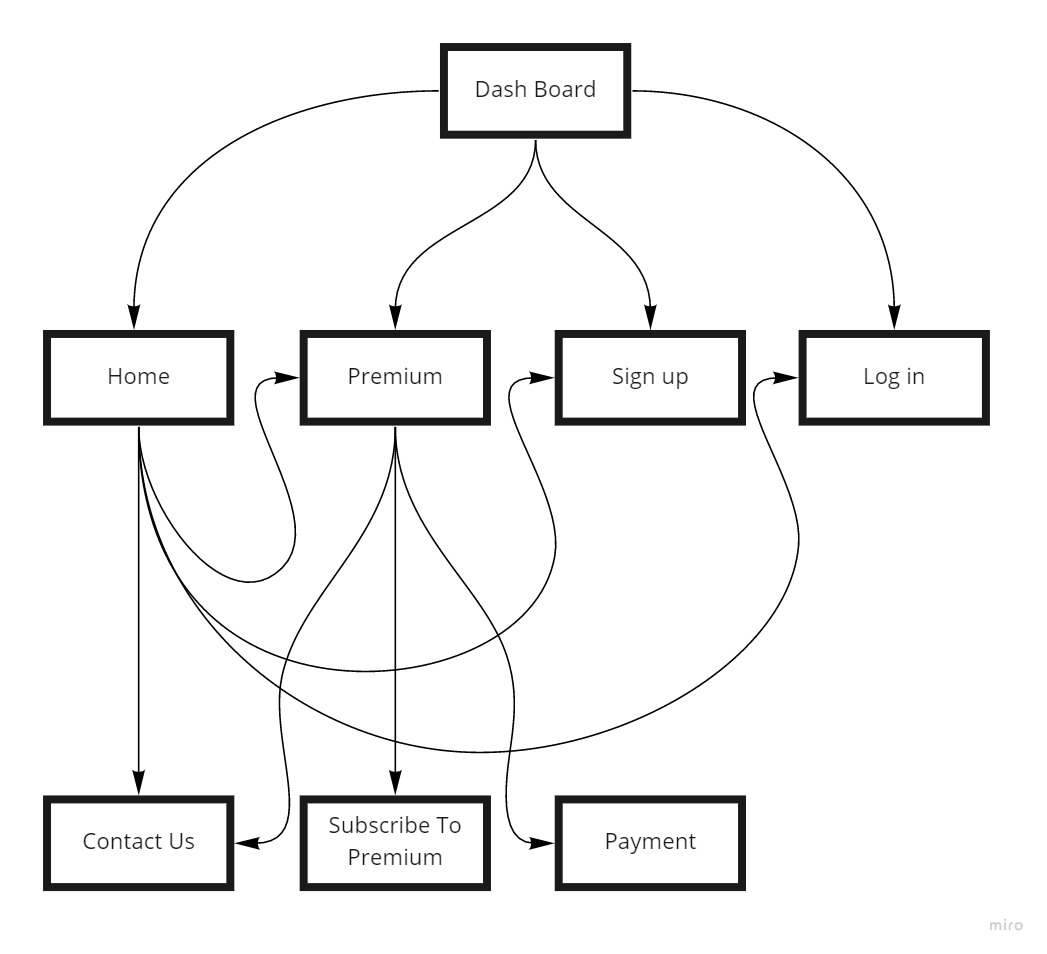 Dash Board
Home
Premium
Sign up
Log in
Contact Us
Subscribe To
Premium
Payment
miro